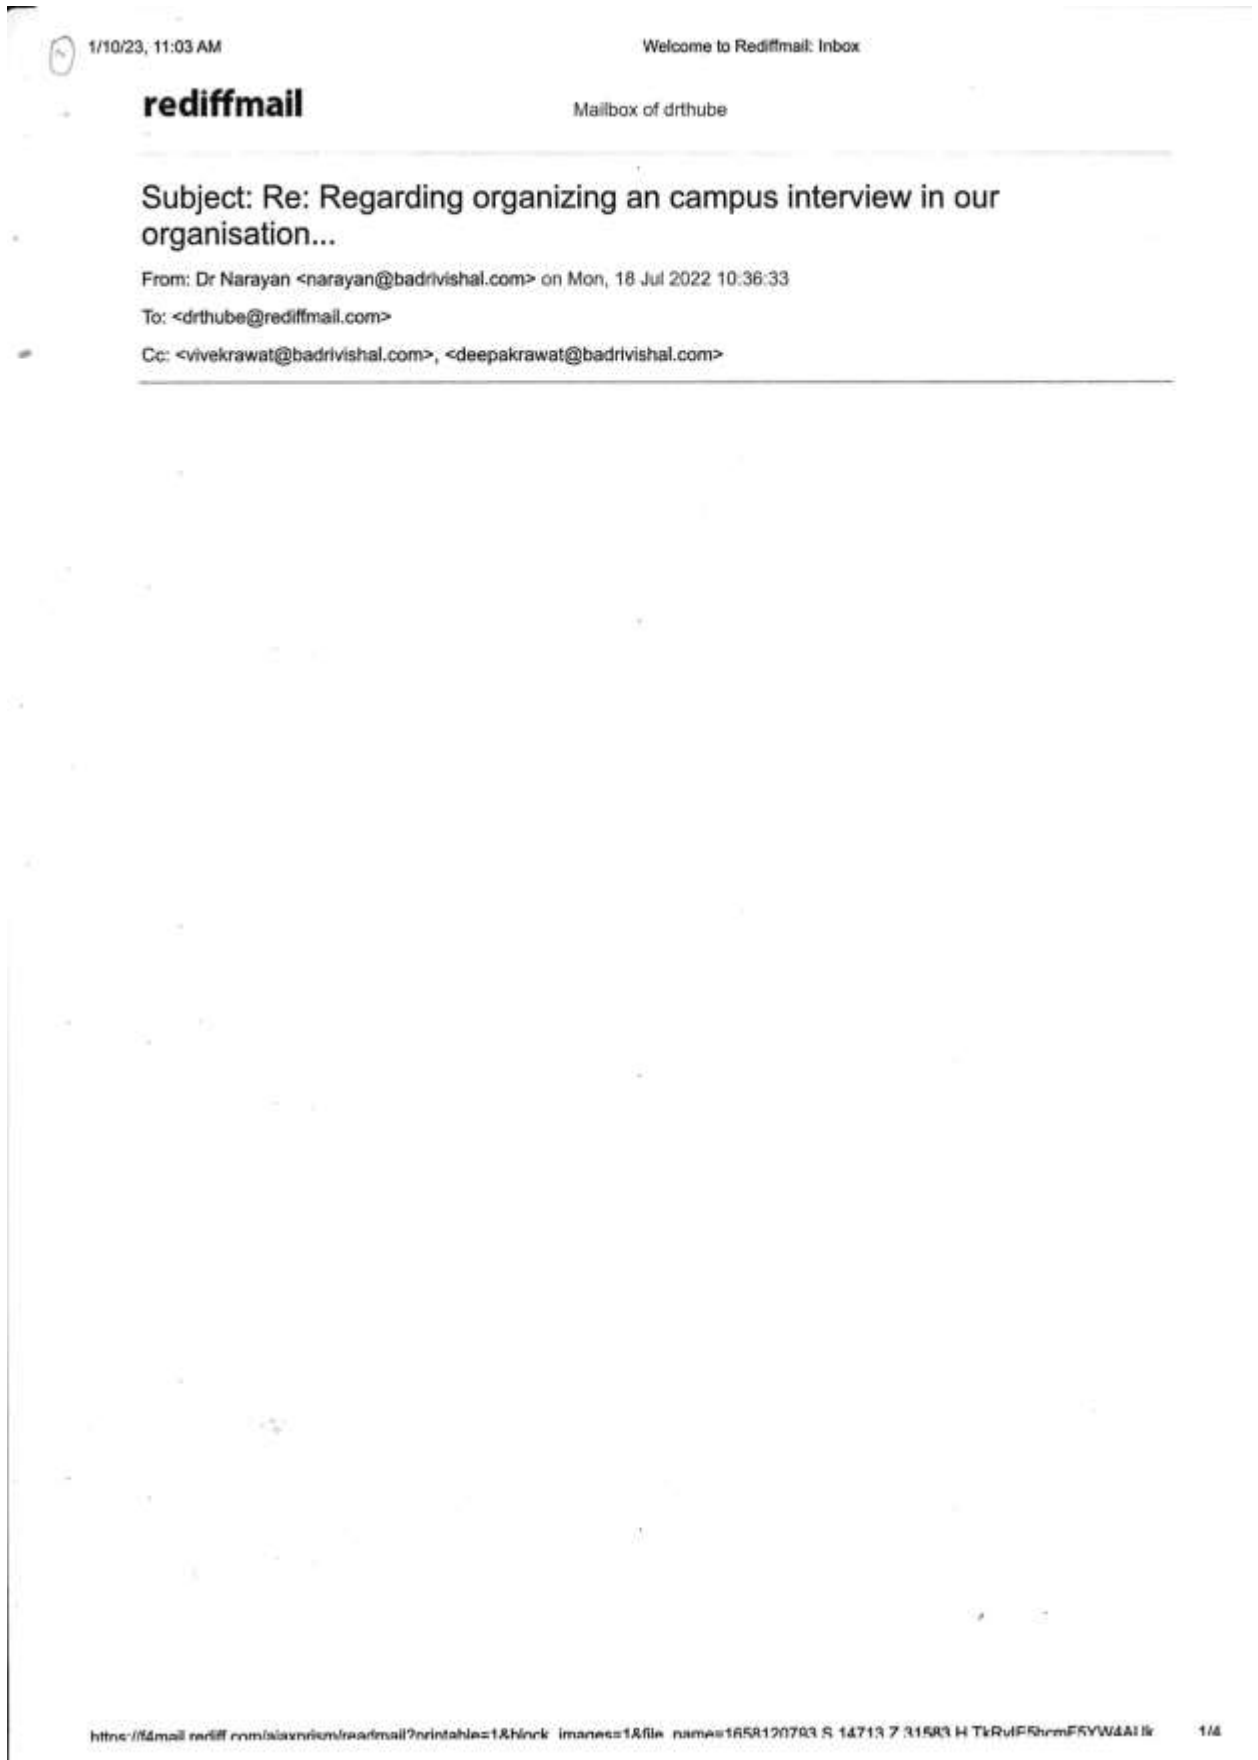 1/10/23, 11:03 AM Welcome to Rediffmail: Inbox
rediffmail Mailbox of drthube
Subject: Re: Regarding organizing an campus interview in our
organisation...
From: Dr Narayan <narayan@badrivishal.com> on Mon, 18 Jul 2022 10:36:33
To: <drthube@rediffmail.com>
Cc: <vivekrawat@badrivishal.com>, <deepakrawat@badrivishal.com>
1/4